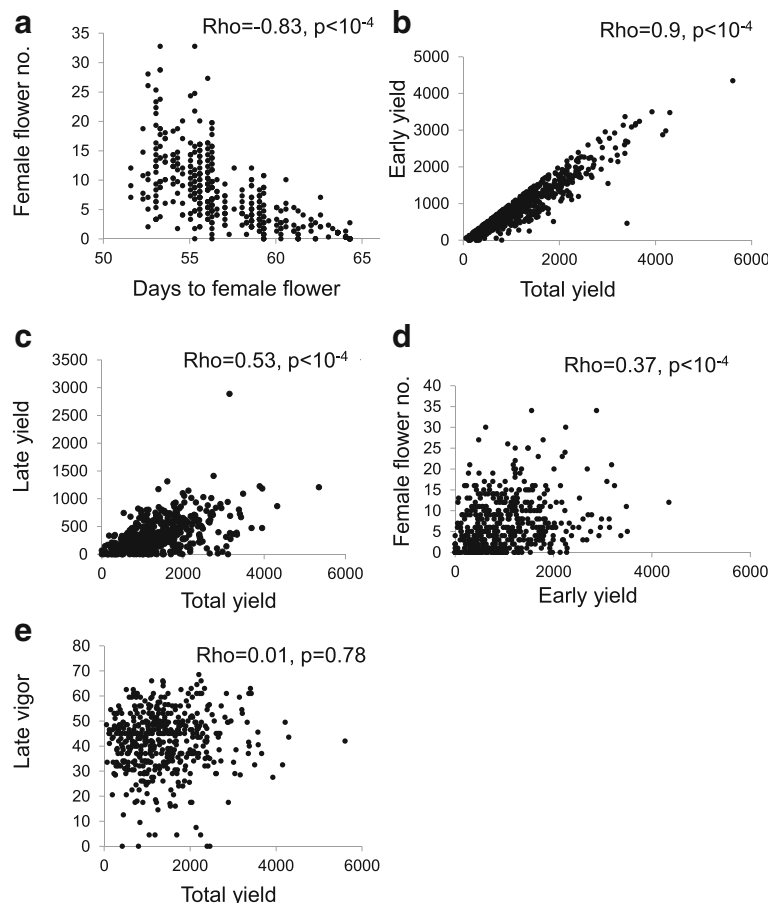 a
Rho=-0.83, p<10-4
Female flower no.
35
30
25
20
15
10
5
0
50 55 60 65
Days to female flower
b
Rho=0.9, p<10-4
Early yield
5000
4000
3000
2000
1000
0
0 2000 4000 6000
Total yield
c
Rho=0.53, p<10-4
Late yield
3500
3000
2500
2000
1500
1000
500
0
0 2000 4000 6000
Total yield
d
Rho=0.37, p<10-4
Female flower no.
40
35
30
25
20
15
10
5
0
0 2000 4000 6000
Early yield
e
Rho=0.01, p=0.78
Late vigor
80
70
60
50
40
30
20
10
0
0 2000 4000 6000
Total yield